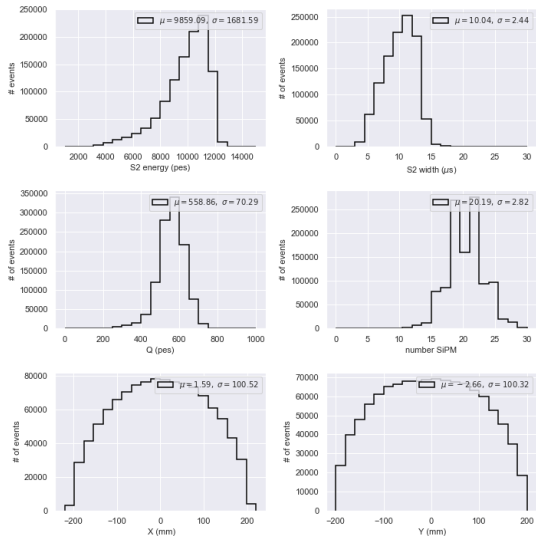 250000
200000
150000
100000
50000
0
# of events
μ = 9859.09, σ = 1681.59
2000 4000 6000 8000 10000 12000 14000
S2 energy (pes)
250000
200000
150000
100000
50000
0
# of events
μ = 10.04, σ = 2.44
0 5 10 15 20 25 30
S2 width (μs)
350000
300000
250000
200000
150000
100000
50000
0
# of events
μ = 558.86, σ = 70.29
0 200 400 600 800 1000
Q (pes)
250000
200000
150000
100000
50000
0
# of events
μ = 20.19, σ = 2.82
0 5 10 15 20 25 30
number SiPM
80000
60000
40000
20000
0
# of events
μ = 1.59, σ = 100.52
−200 −100 0 100 200
X (mm)
70000
60000
50000
40000
30000
20000
10000
0
# of events
μ = −2.66, σ = 100.32
−200 −100 0 100 200
Y (mm)